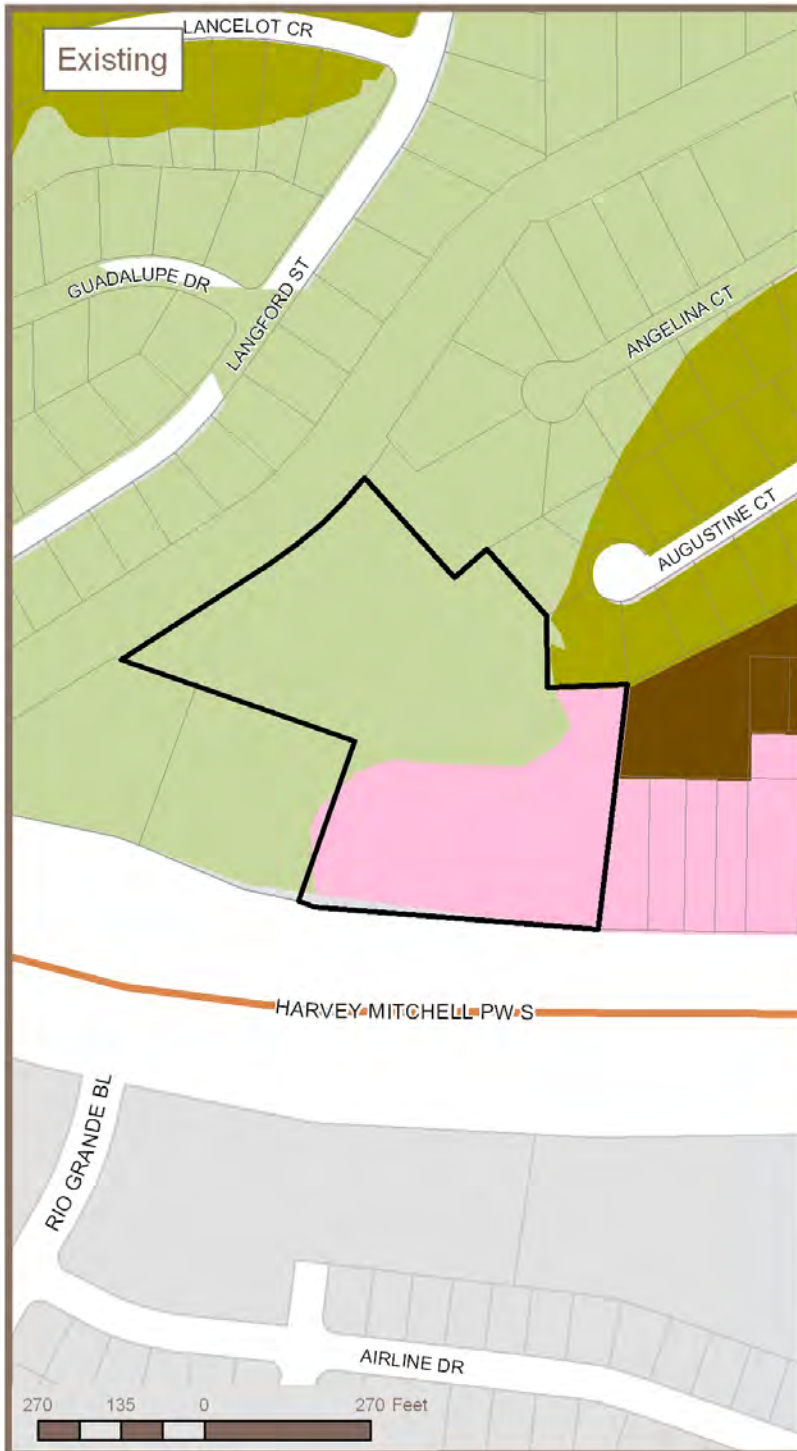 LANCELOT CR
Existing
GUADALUPE DR
LANGFORD ST
ANGELINA CT
AUGUSTINE CT
HARVEY MITCHELL PW S
RIO GRANDE BL
AIRLINE DR
270 135 0 270 Feet